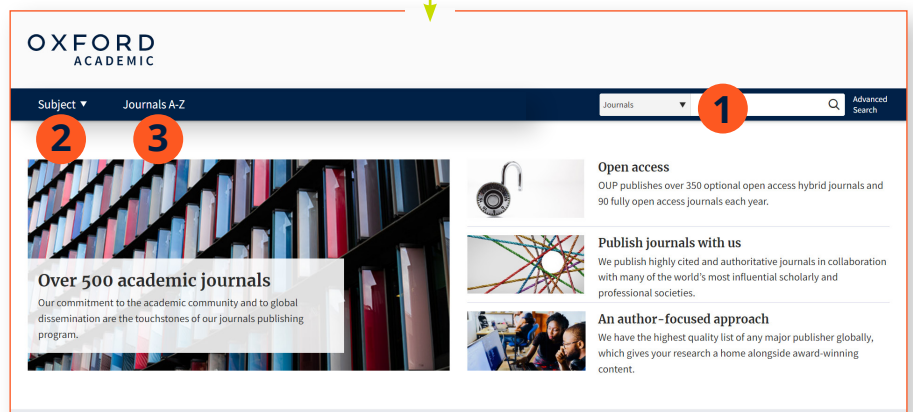 OXFORD
ACADEMIC
Subject ▼
Journals A-Z
Journals ▼
Advanced
Search
1
2
3
Over 500 academic journals
Our commitment to the academic community and to global
dissemination are the touchstones of our journals publishing
program.
Open access
OUP publishes over 350 optional open access hybrid journals and
90 fully open access journals each year.
Publish journals with us
We publish highly cited and authoritative journals in collaboration
with many of the world's most influential scholarly and
professional societies.
An author-focused approach
We have the highest quality list of any major publisher globally,
which gives your research a home alongside award-winning
content.